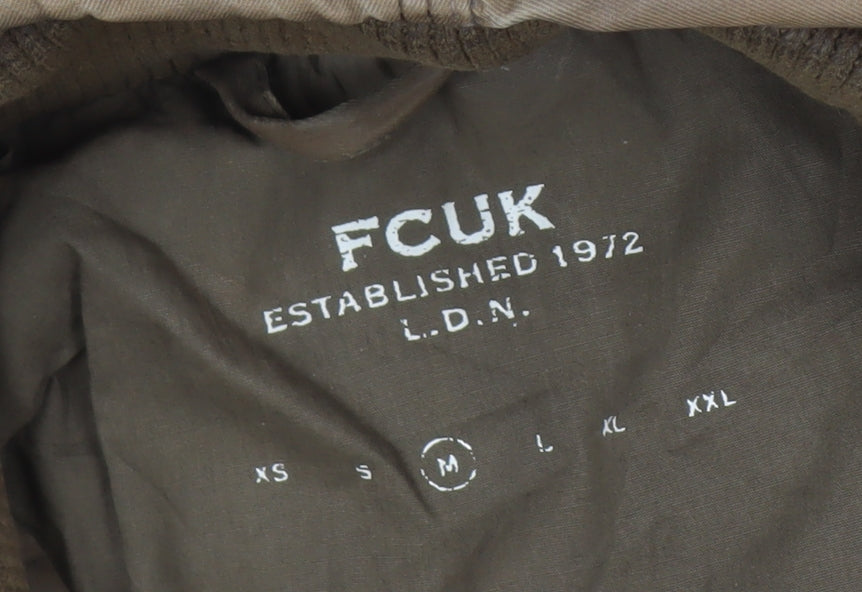 FCUK
ESTABLISHED 1972
L.D.N.
XS S M L XL XXL